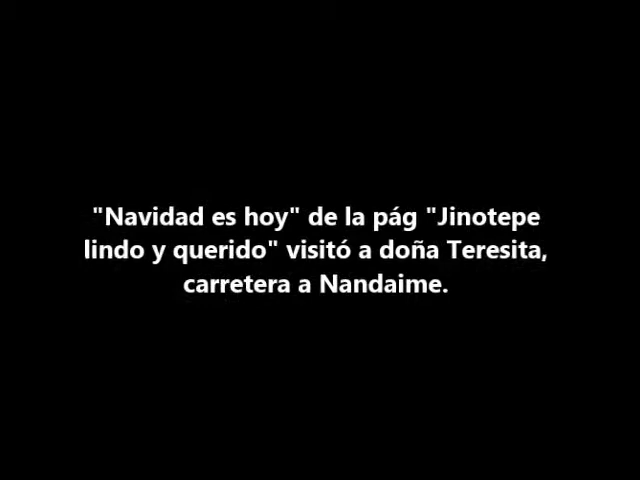 "Navidad es hoy" de la pág "Jinotepe
lindo y querido" visitó a doña Teresita,
carretera a Nandaime.